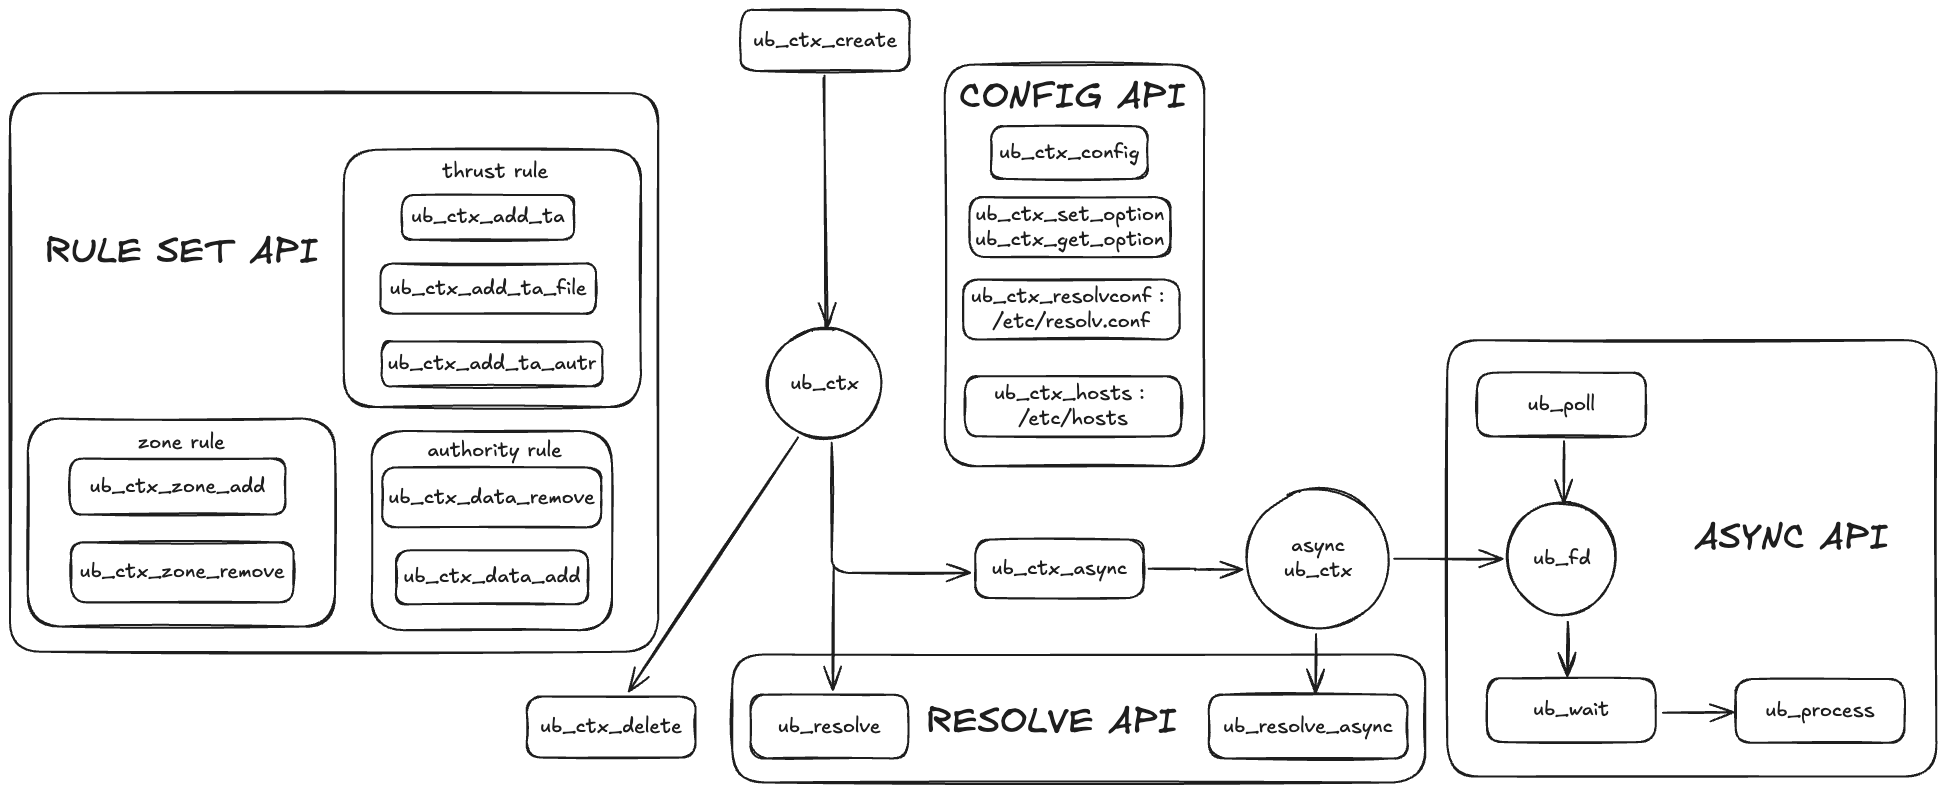 ub_ctx_create
CONFIG API
ub_ctx_config
ub_ctx_set_option
ub_ctx_get_option
ub_ctx_resolvconf :
/etc/resolv.conf
ub_ctx_hosts :
/etc/hosts
RULE SET API
thrust rule
ub_ctx_add_ta
ub_ctx_add_ta_file
ub_ctx_add_ta_autr
zone rule
ub_ctx_zone_add
ub_ctx_zone_remove
authority rule
ub_ctx_data_remove
ub_ctx_data_add
ub_ctx
ub_ctx_delete
ub_ctx_async
async
ub_ctx
RESOLVE API
ub_resolve
ub_resolve_async
ASYNC API
ub_poll
ub_fd
ub_wait
ub_process